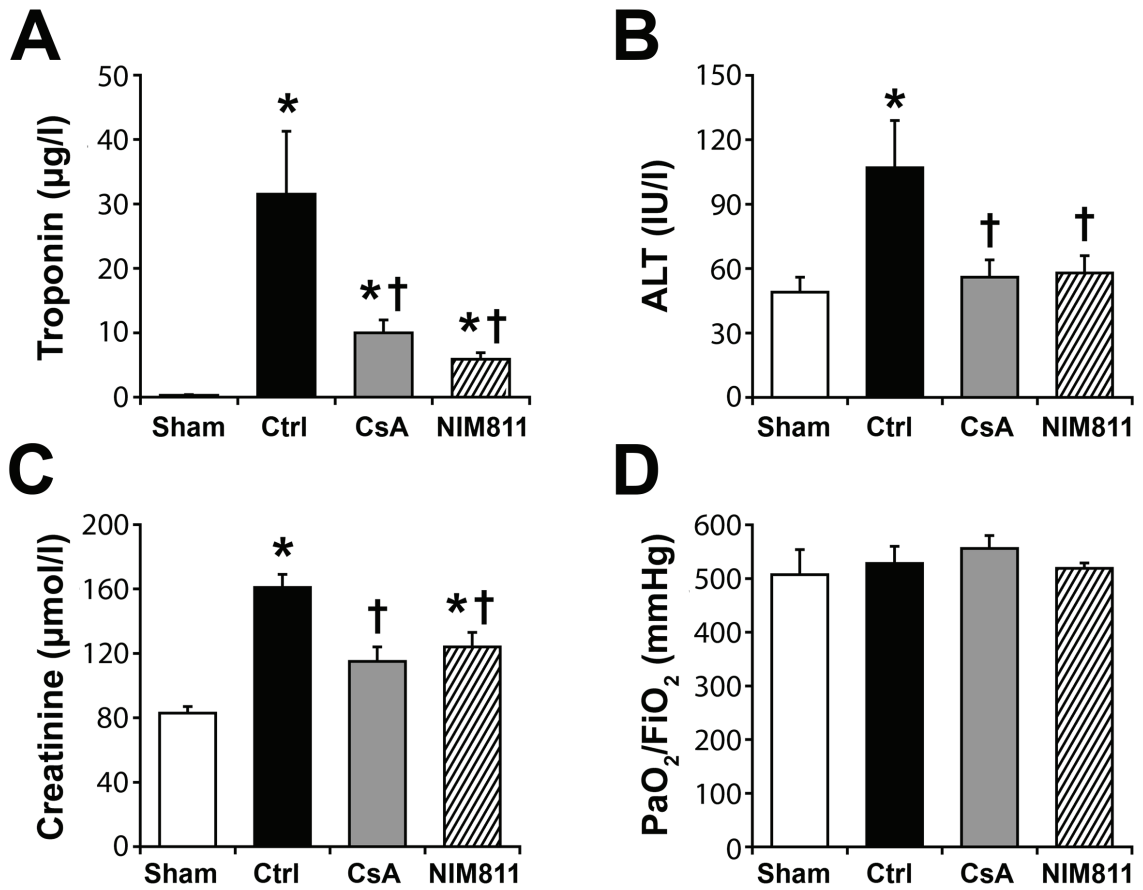 A
Troponin (µg/l)
50
40
30
20
10
0
*
*†
*†
Sham Ctrl CsA NIM811
B
ALT (IU/l)
150
120
90
60
30
0
*
†
†
Sham Ctrl CsA NIM811
C
Creatinine (µmol/l)
200
160
120
80
40
0
*
†
*†
Sham Ctrl CsA NIM811
D
PaO₂/FiO₂ (mmHg)
600
500
400
300
200
100
0
Sham Ctrl CsA NIM811